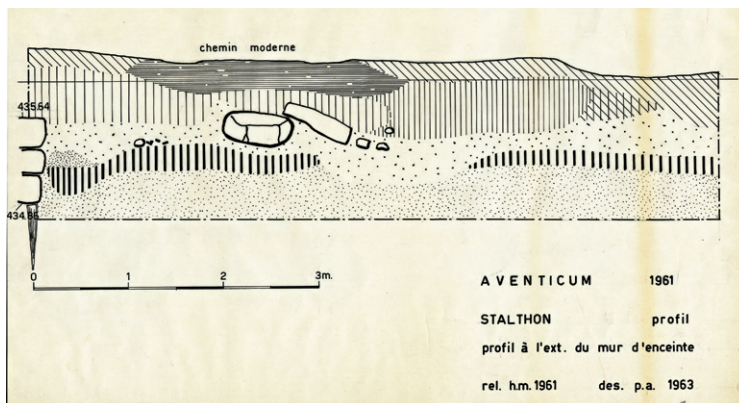 chemin moderne
435.64
434.86
0 1 2 3m.
AVENTICUM 1961
STALTHON profil
profil à l'ext. du mur d'enceinte
rel. h.m. 1961 des. p.a. 1963